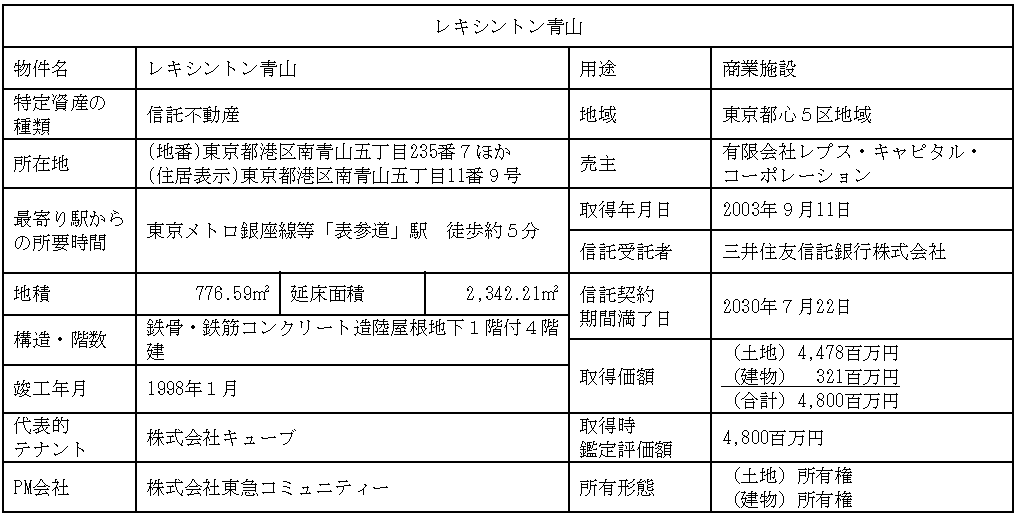 レキシントン青山
物件名 レキシントン青山 用途 商業施設
特定資産の
種類 信託不動産 地域 東京都心５区地域
所在地 (地番)東京都港区南青山五丁目235番７ほか
(住居表示)東京都港区南青山五丁目11番９号 売主 有限会社レプス・キャピタル・
コーポレーション
最寄り駅から
の所要時間 東京メトロ銀座線等「表参道」駅　徒歩約５分 取得年月日 2003年９月11日
信託受託者 三井住友信託銀行株式会社
地積 776.59㎡ 延床面積 2,342.21㎡ 信託契約
期間満了日 2030年７月22日
構造・階数 鉄骨・鉄筋コンクリート造陸屋根地下１階付４階
建
取得価額 （土地）4,478百万円
（建物）　321百万円
（合計）4,800百万円
竣工年月 1998年１月
代表的
テナント 株式会社キューブ 取得時
鑑定評価額 4,800百万円
PM会社 株式会社東急コミュニティー 所有形態 （土地）所有権
（建物）所有権